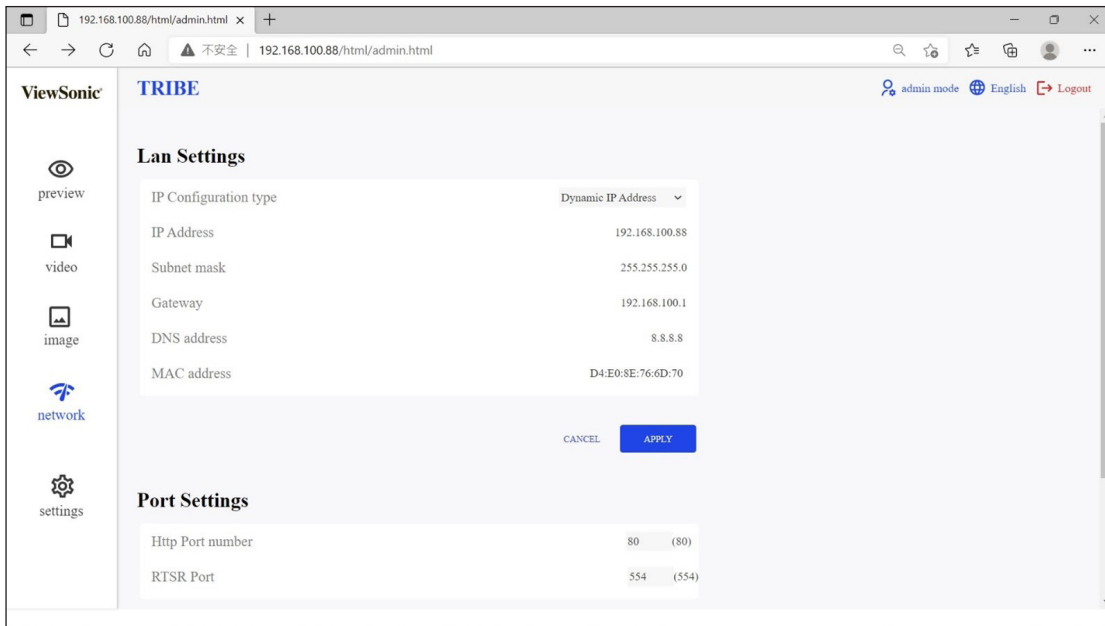 192.168.100.88/html/admin.html
不安全 | 192.168.100.88/html/admin.html
ViewSonic
TRIBE
admin mode
English
Logout
preview
video
image
network
settings
Lan Settings
IP Configuration type Dynamic IP Address
IP Address 192.168.100.88
Subnet mask 255.255.255.0
Gateway 192.168.100.1
DNS address 8.8.8.8
MAC address D4:E0:8E:76:6D:70
CANCEL APPLY
Port Settings
Http Port number 80 (80)
RTSR Port 554 (554)